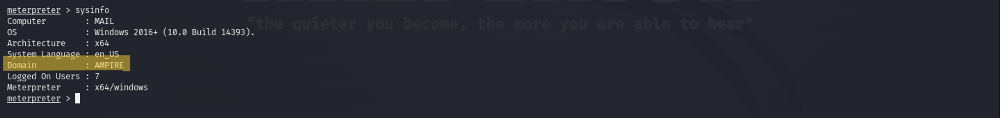 meterpreter > sysinfo
Computer        : MAIL
"the quieter you become, the more you are able to hear"
OS              : Windows 2016+ (10.0 Build 14393).
Architecture    : x64
System Language : en_US
Domain          : AMPIRE
Logged On Users : 7
Meterpreter     : x64/windows
meterpreter >